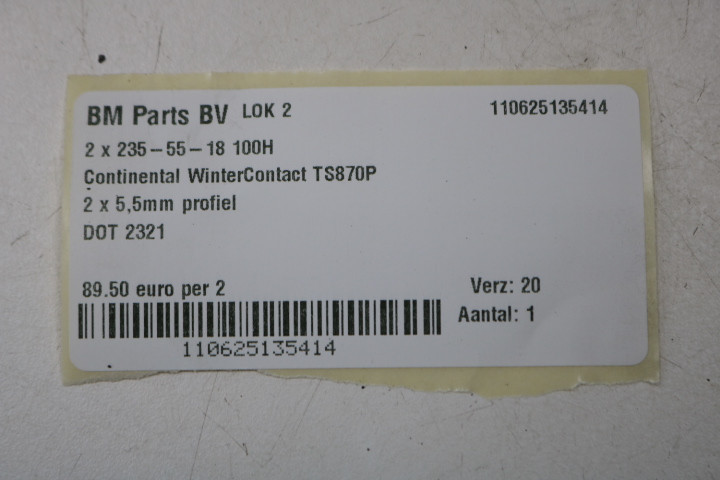 BM Parts BV LOK 2 110625135414
2 x 235-55-18 100H
Continental WinterContact TS870P
2 x 5,5mm profiel
DOT 2321
89.50 euro per 2 Verz: 20
Aantal: 1
110625135414